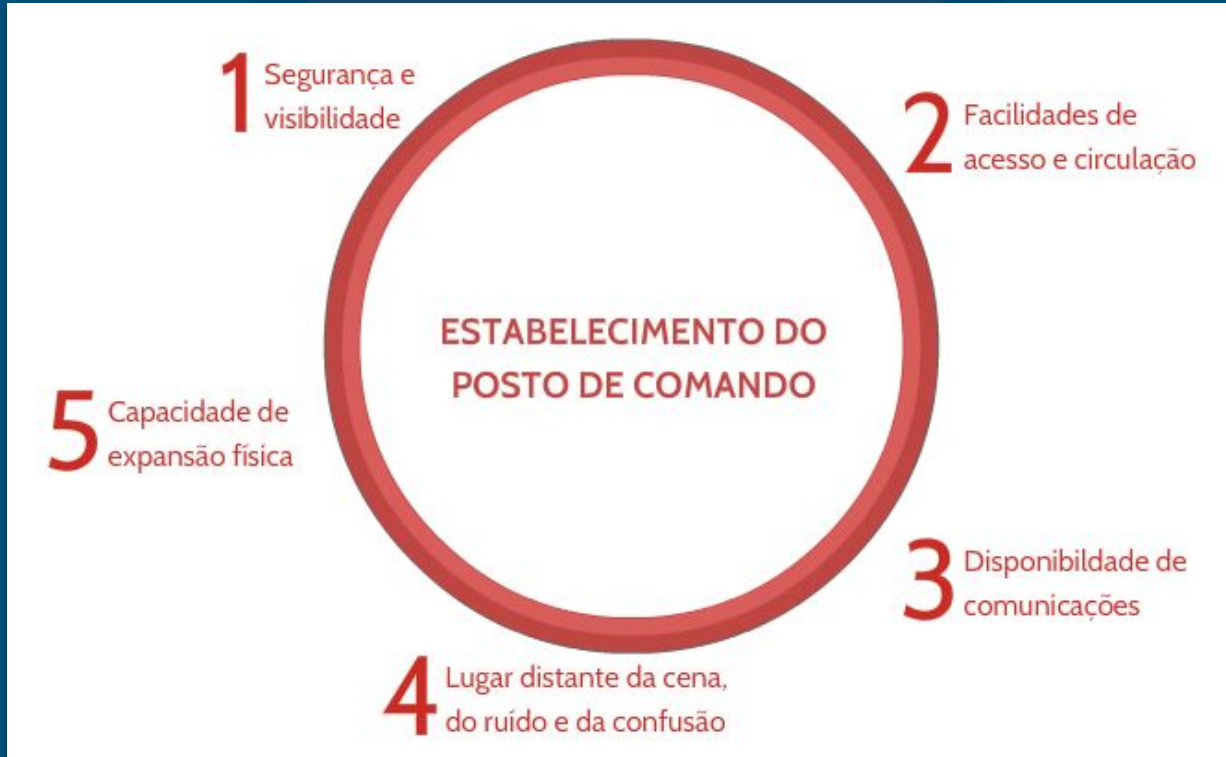 1 Segurança e
visibilidade
2 Facilidades de
acesso e circulação
ESTABELECIMENTO DO
POSTO DE COMANDO
5 Capacidade de
expansão física
3 Disponibildade de
comunicações
4 Lugar distante da cena,
do ruído e da confusão